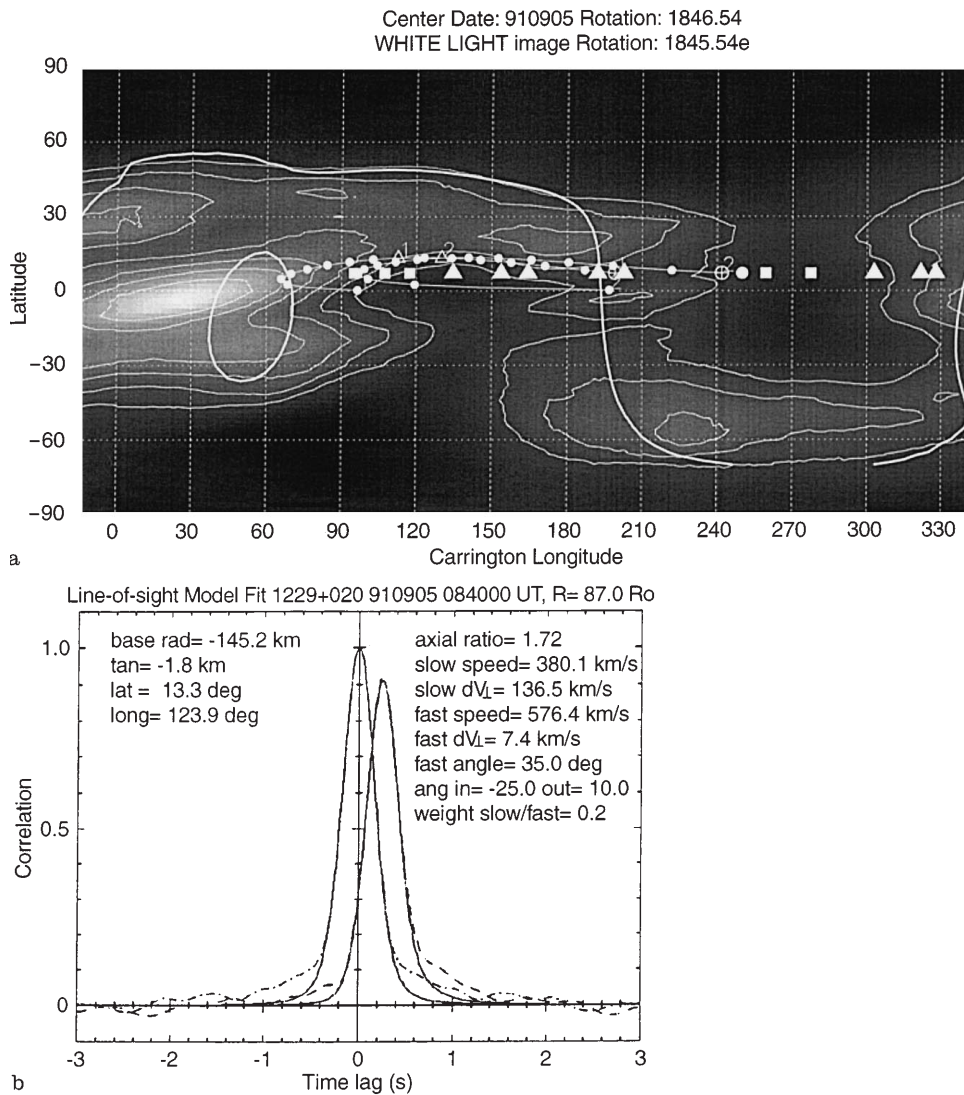 Center Date: 910905 Rotation: 1846.54
WHITE LIGHT image Rotation: 1845.54e
90
60
30
0
−30
−60
−90
Latitude
1
2
2
0 30 60 90 120 150 180 210 240 270 300 330
Carrington Longitude
a
Line-of-sight Model Fit 1229+020 910905 084000 UT, R= 87.0 Ro
base rad= -145.2 km
tan= -1.8 km
lat = 13.3 deg
long= 123.9 deg
axial ratio= 1.72
slow speed= 380.1 km/s
slow dV⊥= 136.5 km/s
fast speed= 576.4 km/s
fast dV⊥= 7.4 km/s
fast angle= 35.0 deg
ang in= -25.0 out= 10.0
weight slow/fast= 0.2
1.0
0.5
0
Correlation
-3 -2 -1 0 1 2 3
Time lag (s)
b